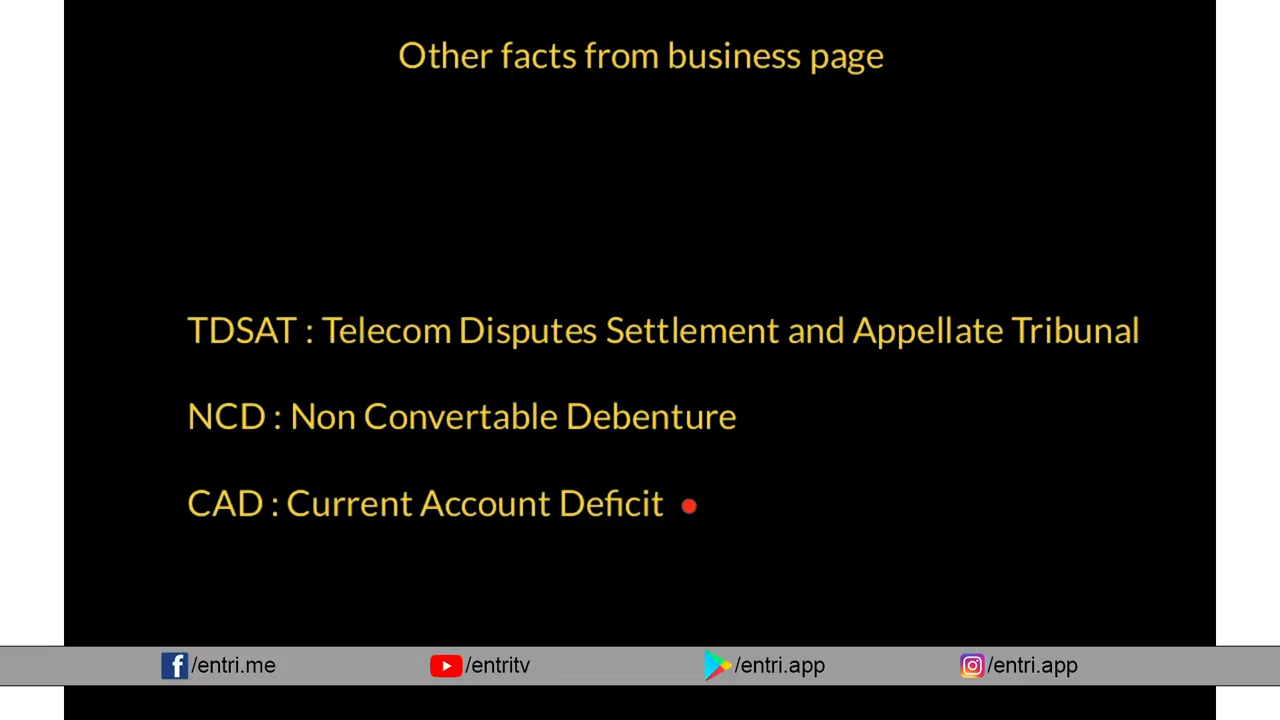 Other facts from business page
TDSAT : Telecom Disputes Settlement and Appellate Tribunal
NCD : Non Convertable Debenture
CAD : Current Account Deficit
/entri.me /entritv /entri.app /entri.app